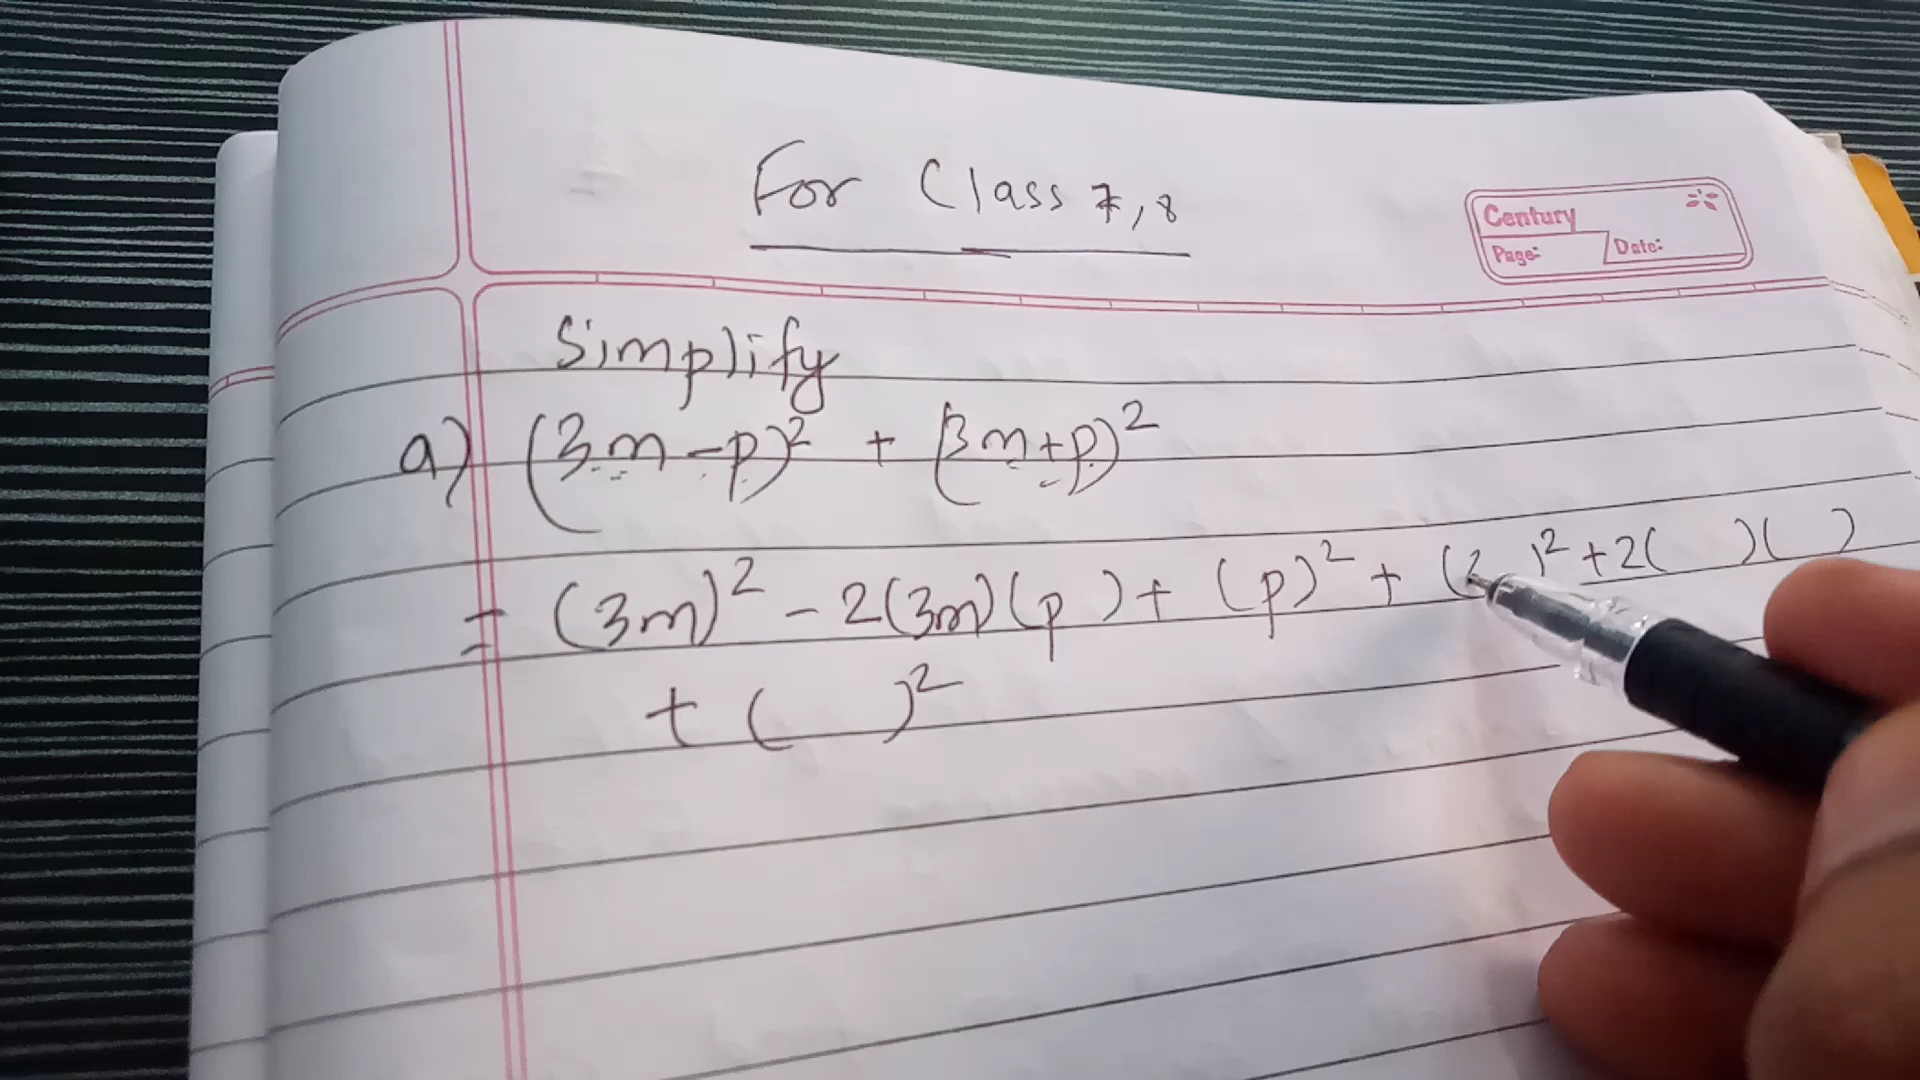 For Class 7, 8
Century
Page: Date:
Simplify
a) (3m-p)² + (3m+p)²
= (3m)² - 2(3m)(p ) + (p)² + (3 )² + 2( )( )
+ ( )²